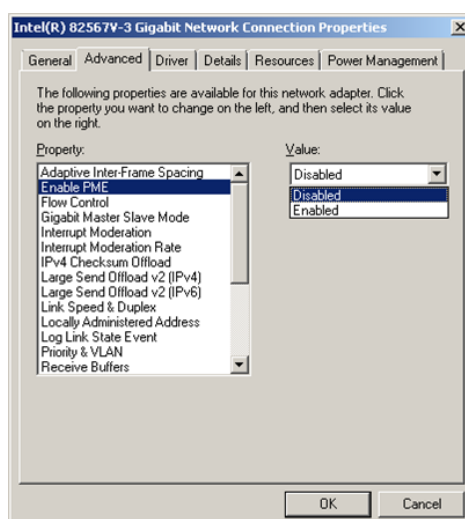 Intel(R) 82567V-3 Gigabit Network Connection Properties
General Advanced Driver Details Resources Power Management
The following properties are available for this network adapter. Click
the property you want to change on the left, and then select its value
on the right.
Property: Value:
Adaptive Inter-Frame Spacing Disabled
Enable PME Disabled
Flow Control Enabled
Gigabit Master Slave Mode
Interrupt Moderation
Interrupt Moderation Rate
IPv4 Checksum Offload
Large Send Offload v2 (IPv4)
Large Send Offload v2 (IPv6)
Link Speed & Duplex
Locally Administered Address
Log Link State Event
Priority & VLAN
Receive Buffers
OK Cancel